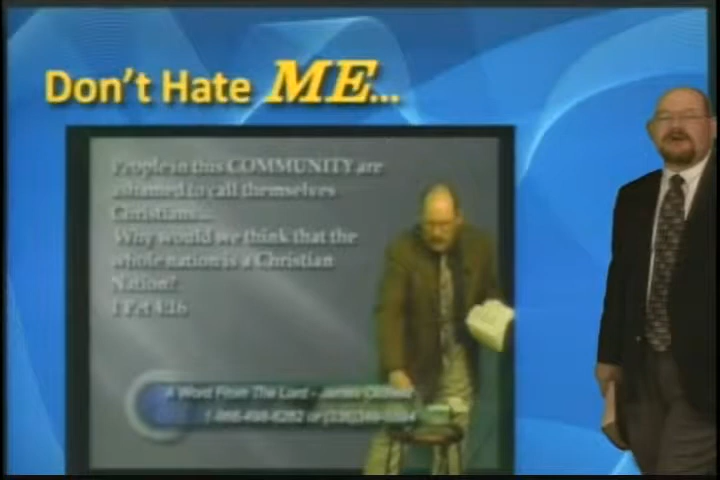 Don't Hate ME...
People in this COMMUNITY are
ashamed to call themselves
Christians...
Why would we think that the
whole nation is a Christian
Nation?
1 Pet 4:16
A Word From The Lord - James